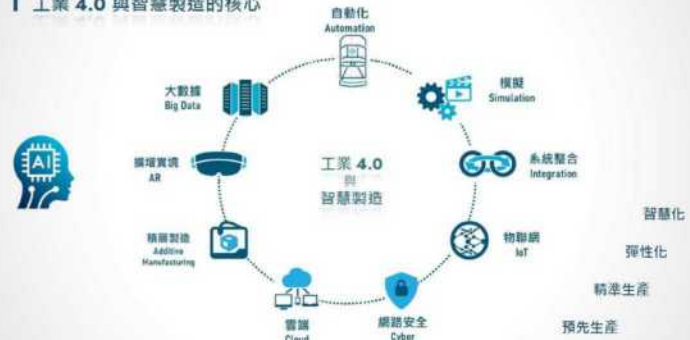 工業 4.0 與智慧製造的核心
自動化
Automation
大數據
Big Data
模擬
Simulation
AI
擴增實境
AR
工業 4.0
與
智慧製造
系統整合
Integration
積層製造
Additive
Manufacturing
物聯網
IoT
雲端
Cloud
網路安全
Cyber
智慧化
彈性化
精準生產
預先生產